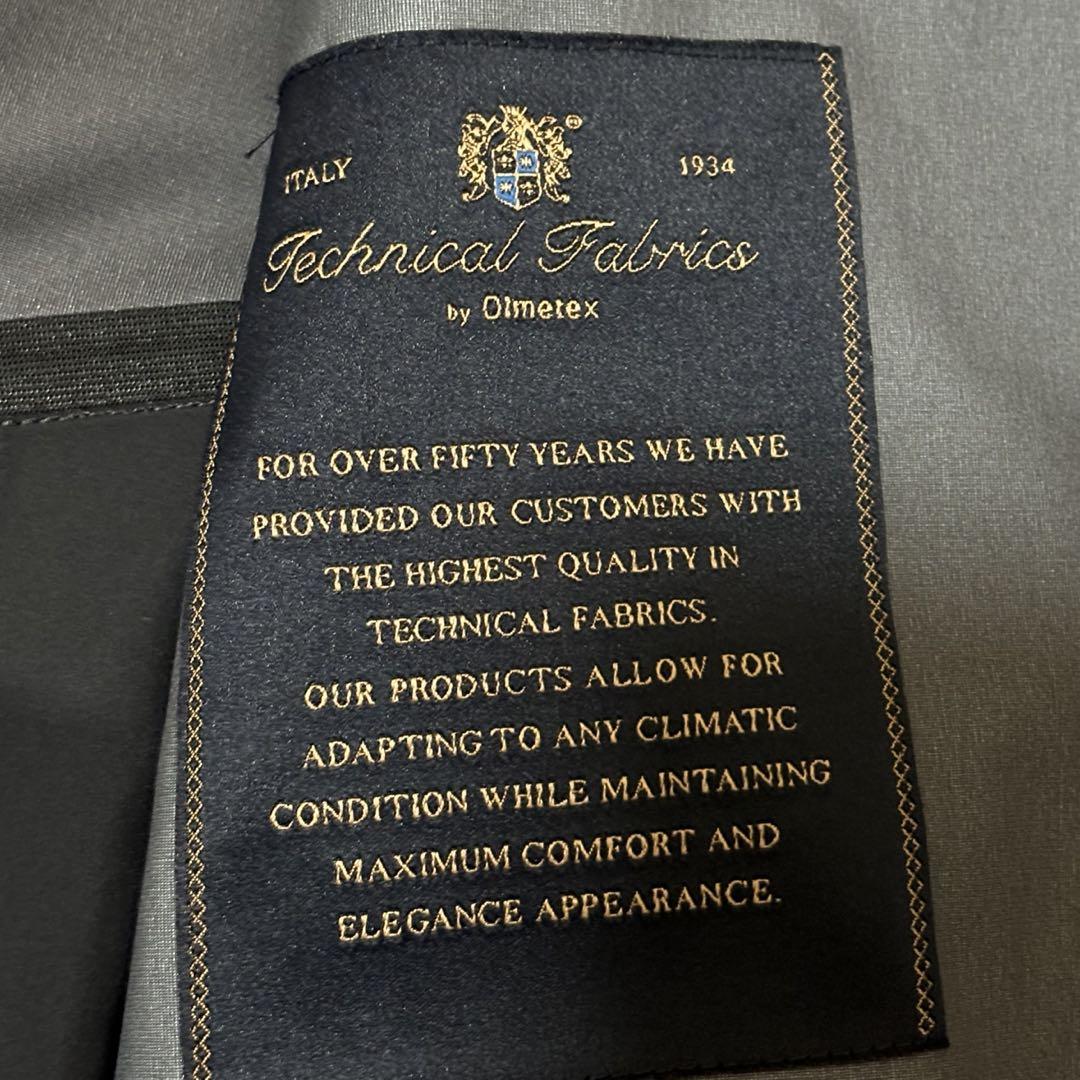 ITALY 1934
Technical Fabrics
by Olmetex
FOR OVER FIFTY YEARS WE HAVE
PROVIDED OUR CUSTOMERS WITH
THE HIGHEST QUALITY IN
TECHNICAL FABRICS.
OUR PRODUCTS ALLOW FOR
ADAPTING TO ANY CLIMATIC
CONDITION WHILE MAINTAINING
MAXIMUM COMFORT AND
ELEGANCE APPEARANCE.